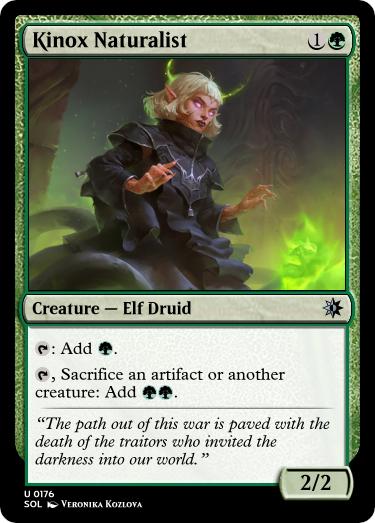 Kinox Naturalist 1
Creature — Elf Druid
: Add .
, Sacrifice an artifact or another
creature: Add .
“The path out of this war is paved with the
death of the traitors who invited the
darkness into our world.”
2/2
U 0176
SOL Veronika Kozlova